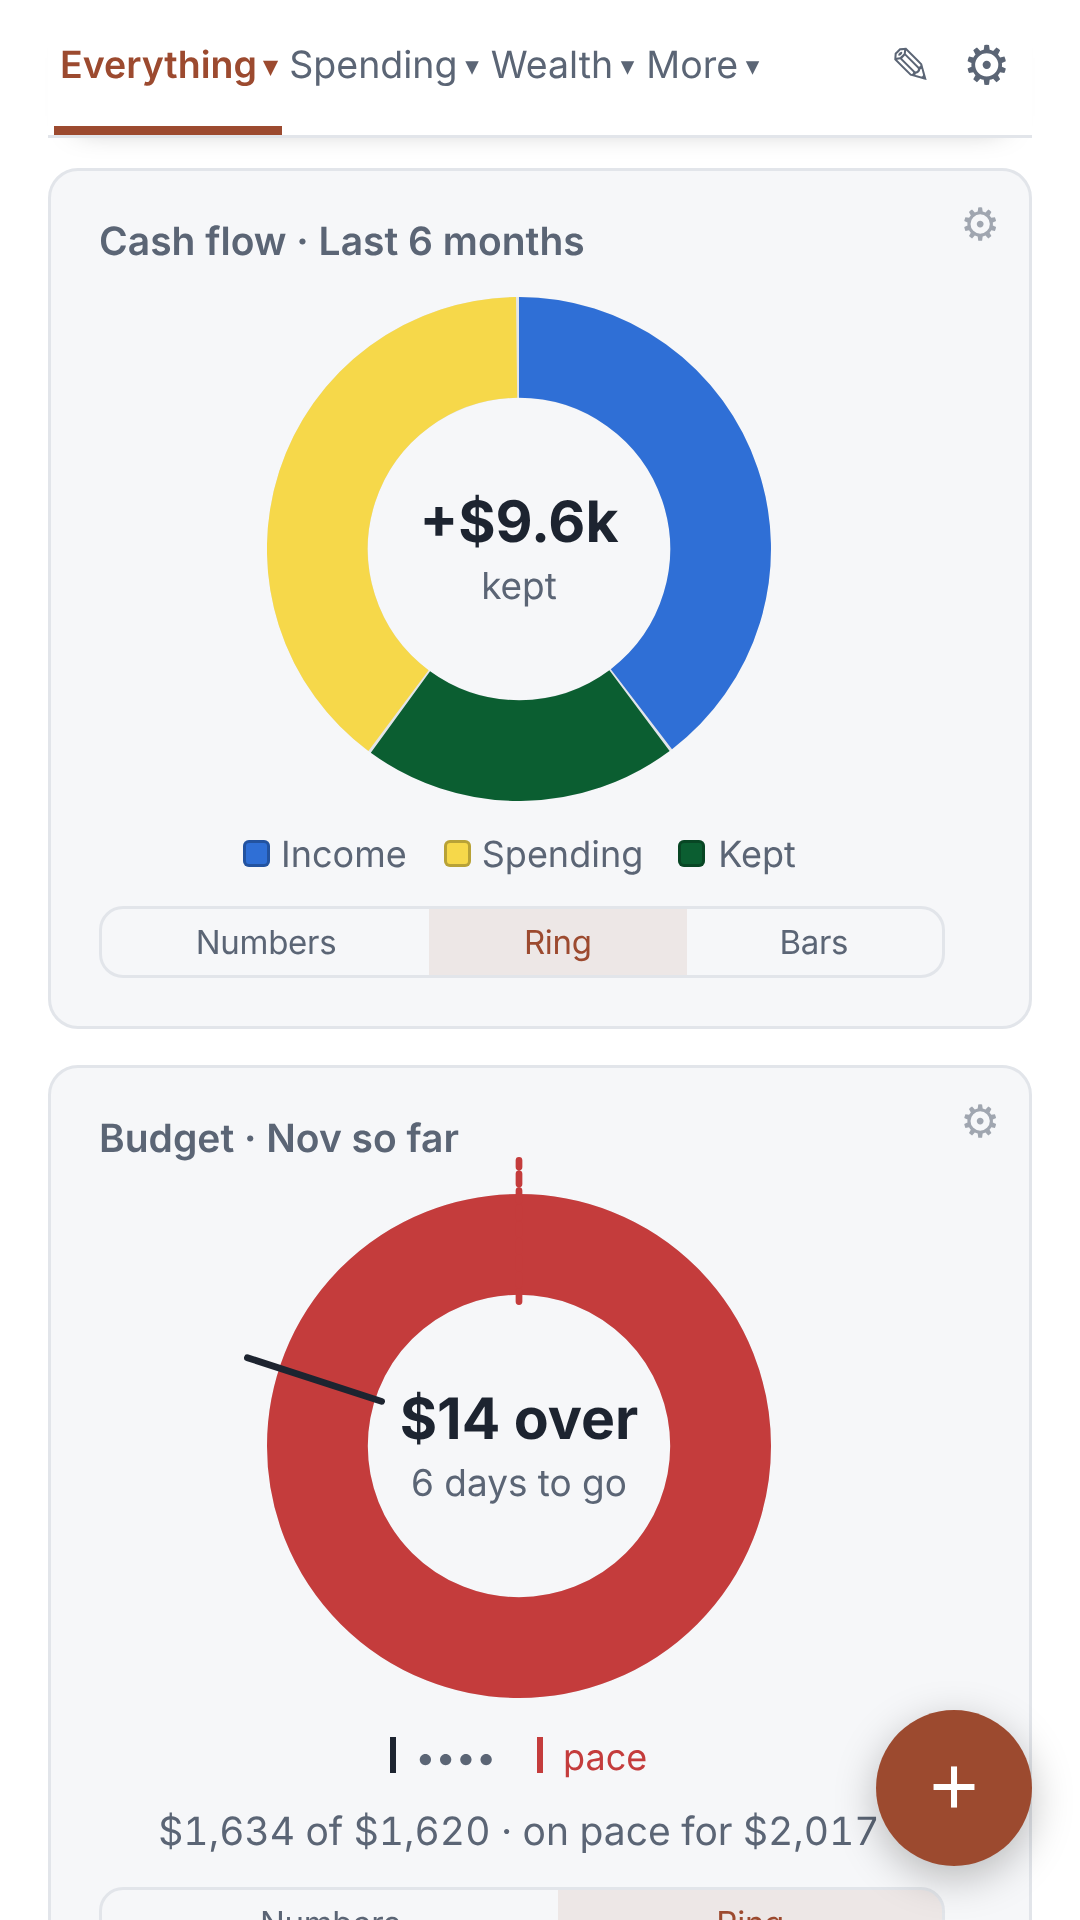 Everything ▾ Spending ▾ Wealth ▾ More ▾
Cash flow · Last 6 months
+$9.6k
kept
Income Spending Kept
Numbers Ring Bars
Budget · Nov so far
$14 over
6 days to go
•••• pace
$1,634 of $1,620 · on pace for $2,017
Numbers Ring